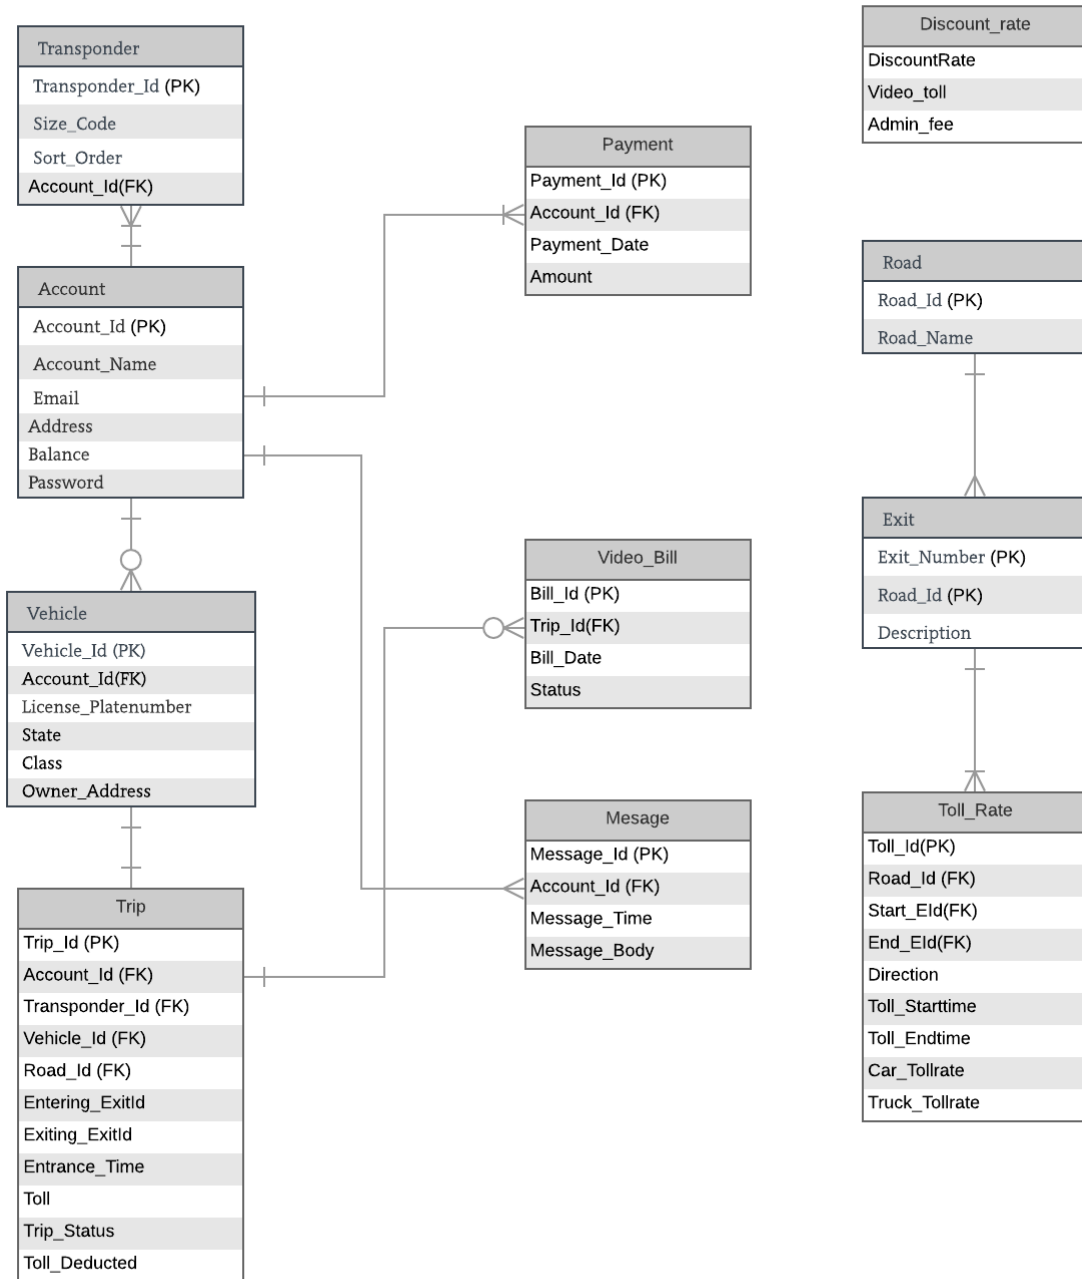 Transponder
Transponder_Id (PK)
Size_Code
Sort_Order
Account_Id(FK)
Account
Account_Id (PK)
Account_Name
Email
Address
Balance
Password
Vehicle
Vehicle_Id (PK)
Account_Id(FK)
License_Platenumber
State
Class
Owner_Address
Trip
Trip_Id (PK)
Account_Id (FK)
Transponder_Id (FK)
Vehicle_Id (FK)
Road_Id (FK)
Entering_ExitId
Exiting_ExitId
Entrance_Time
Toll
Trip_Status
Toll_Deducted
Payment
Payment_Id (PK)
Account_Id (FK)
Payment_Date
Amount
Video_Bill
Bill_Id (PK)
Trip_Id(FK)
Bill_Date
Status
Mesage
Message_Id (PK)
Account_Id (FK)
Message_Time
Message_Body
Discount_rate
DiscountRate
Video_toll
Admin_fee
Road
Road_Id (PK)
Road_Name
Exit
Exit_Number (PK)
Road_Id (PK)
Description
Toll_Rate
Toll_Id(PK)
Road_Id (FK)
Start_EId(FK)
End_EId(FK)
Direction
Toll_Starttime
Toll_Endtime
Car_Tollrate
Truck_Tollrate